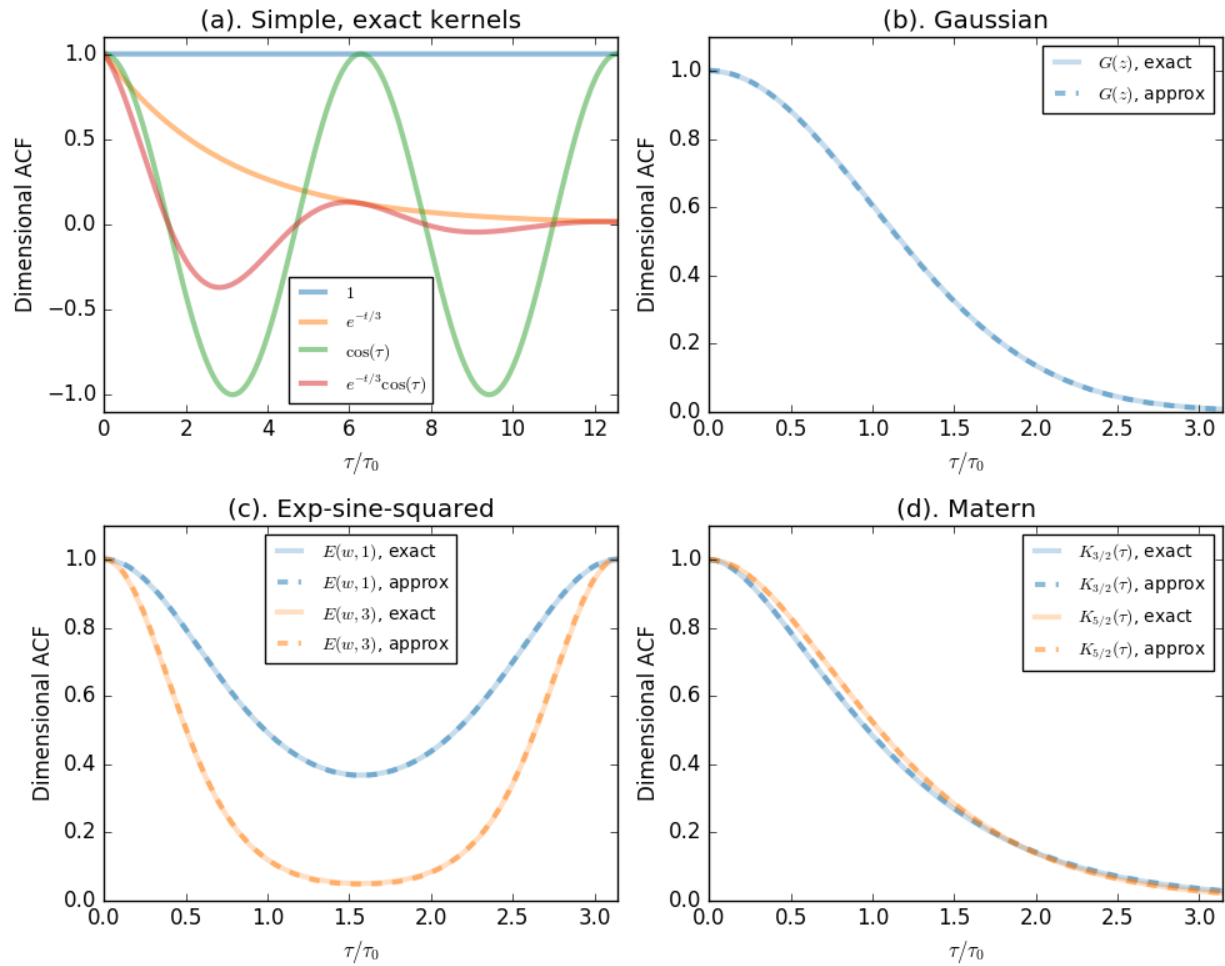 (a). Simple, exact kernels
Dimensional ACF
1.0
0.5
0.0
−0.5
−1.0
1
e^{−t/3}
cos(τ)
e^{−t/3}cos(τ)
0 2 4 6 8 10 12
τ/τ₀
(b). Gaussian
Dimensional ACF
1.0
0.8
0.6
0.4
0.2
0.0
G(z), exact
G(z), approx
0.0 0.5 1.0 1.5 2.0 2.5 3.0
τ/τ₀
(c). Exp-sine-squared
Dimensional ACF
1.0
0.8
0.6
0.4
0.2
0.0
E(w, 1), exact
E(w, 1), approx
E(w, 3), exact
E(w, 3), approx
0.0 0.5 1.0 1.5 2.0 2.5 3.0
τ/τ₀
(d). Matern
Dimensional ACF
1.0
0.8
0.6
0.4
0.2
0.0
K_{3/2}(τ), exact
K_{3/2}(τ), approx
K_{5/2}(τ), exact
K_{5/2}(τ), approx
0.0 0.5 1.0 1.5 2.0 2.5 3.0
τ/τ₀